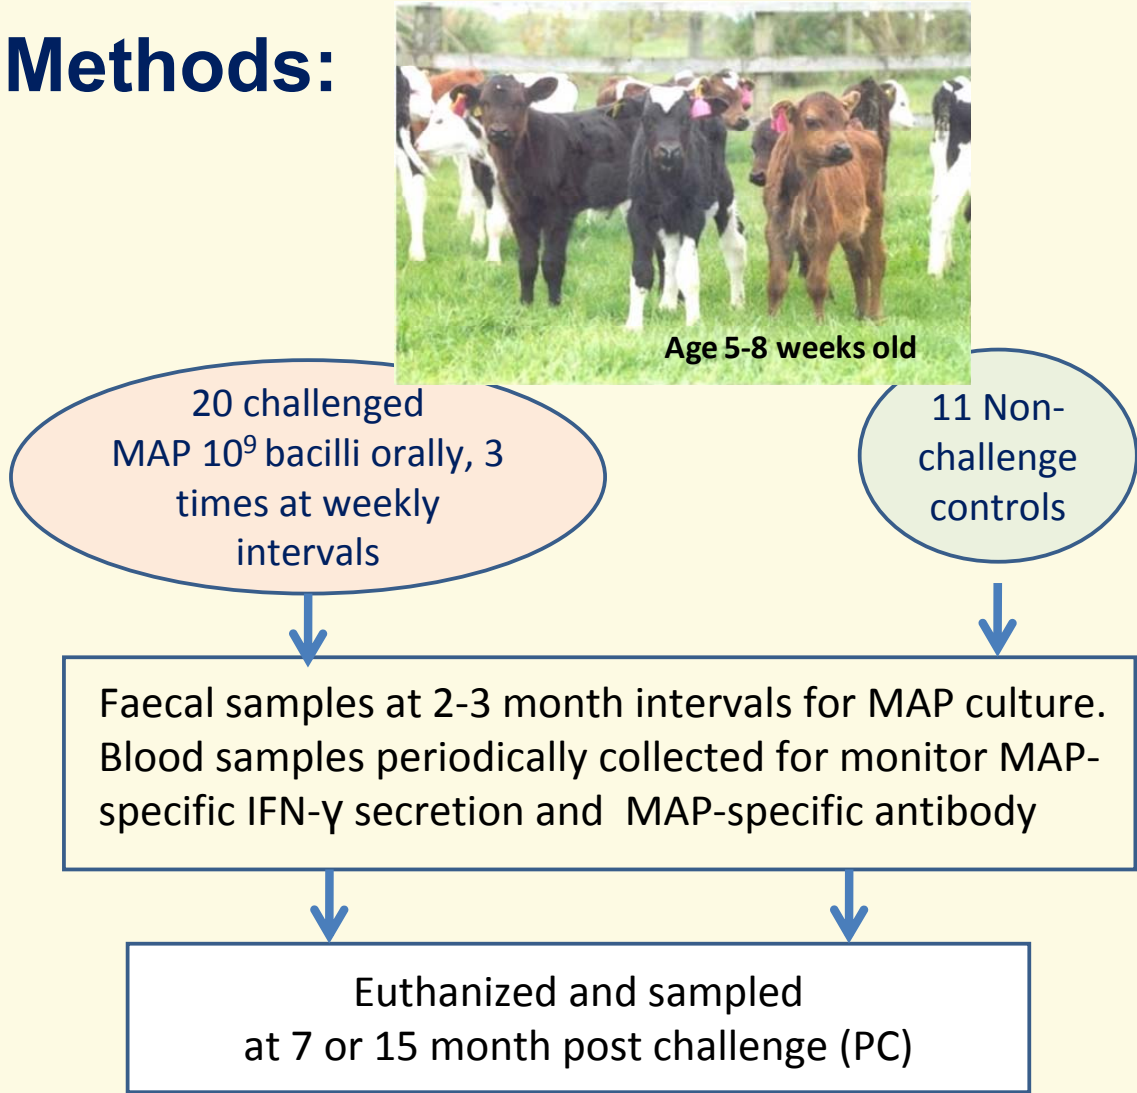 Methods:
Age 5-8 weeks old
20 challenged
MAP 10⁹ bacilli orally, 3
times at weekly
intervals
11 Non-
challenge
controls
Faecal samples at 2-3 month intervals for MAP culture.
Blood samples periodically collected for monitor MAP-
specific IFN-γ secretion and MAP-specific antibody
Euthanized and sampled
at 7 or 15 month post challenge (PC)